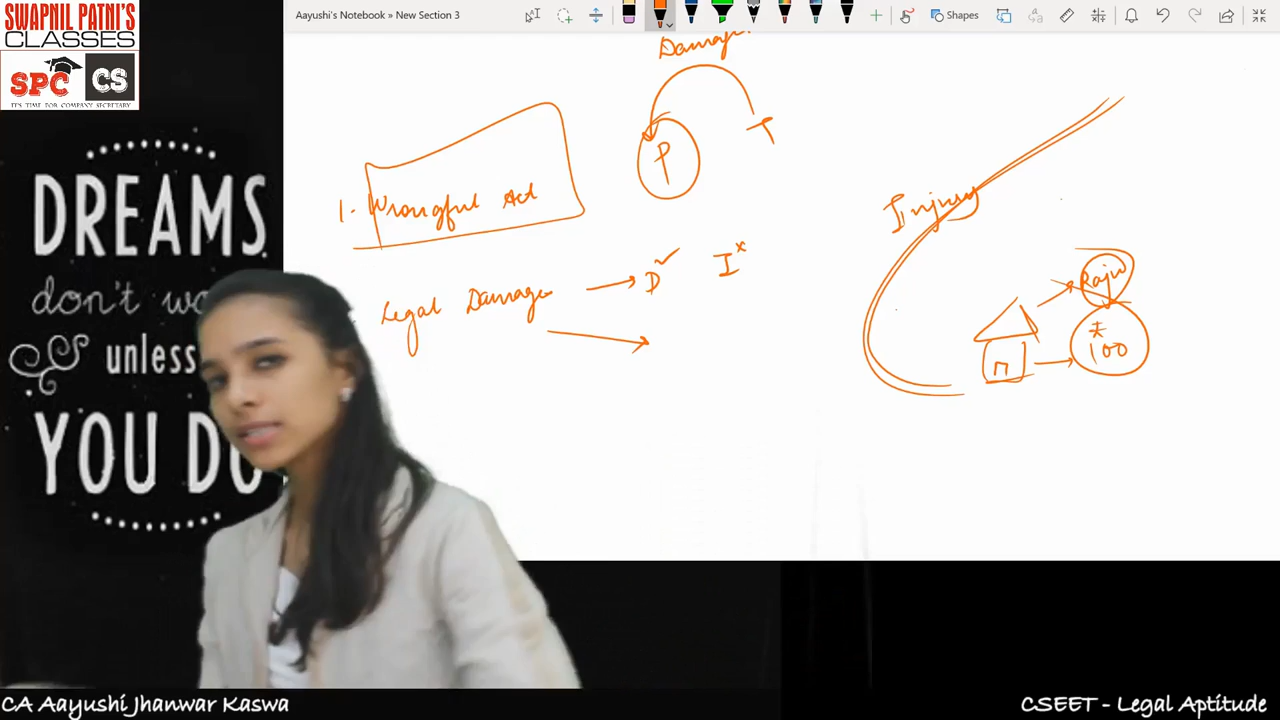 SWAPNIL PATNI'S
CLASSES
SPC CS
IT'S TIME FOR COMPANY SECRETARY
Aayushi's Notebook » New Section 3
Shapes
DREAMS
don't
unless
YOU DO
Damage
P T
1. Wrongful Act
Legal Damages → D✓ I×
Injury
Raju
100
CA Aayushi Jhanwar Kaswa
CSEET - Legal Aptitude